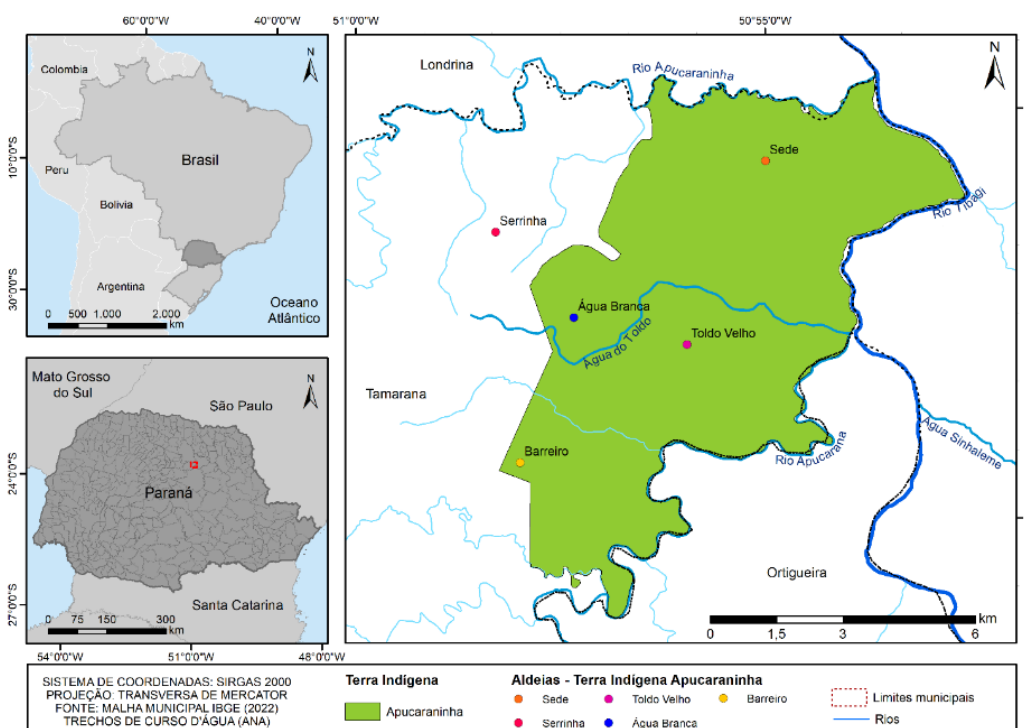 60°0'0"W
40°0'0"W
N
Colombia
Brasil
Peru
Bolivia
Argentina
Oceano
Atlântico
10°0'0"S
30°0'0"S
0 500 1.000 2.000
km
Mato Grosso
do Sul
São Paulo
N
Paraná
Santa Catarina
24°0'0"S
27°0'0"S
0 75 150 300
km
54°0'0"W
51°0'0"W
48°0'0"W
51°0'0"W
50°55'0"W
N
Londrina
Rio Apucaraninha
Sede
Rio Tibagi
Serrinha
Água Branca
Água do Toldo
Toldo Velho
Tamarana
Barreiro
Rio Apucarana
Água Sinhaleme
Ortigueira
km
0 1,5 3 6
SISTEMA DE COORDENADAS: SIRGAS 2000
PROJEÇÃO: TRANSVERSA DE MERCATOR
FONTE: MALHA MUNICIPAL IBGE (2022)
TRECHOS DE CURSO D'ÁGUA (ANA)
Terra Indígena
Apucaraninha
Aldeias - Terra Indígena Apucaraninha
Sede
Toldo Velho
Barreiro
Serrinha
Água Branca
Limites municipais
Rios